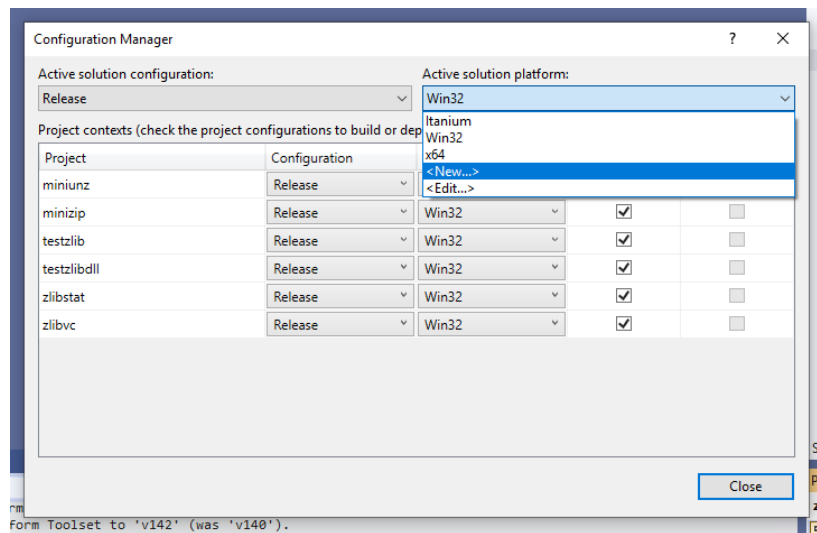 Configuration Manager
? ×
Active solution configuration: Active solution platform:
Release Win32
Itanium
Win32
x64
<New...>
<Edit...>
Project contexts (check the project configurations to build or dep
Project Configuration
miniunz Release
minizip Release Win32
testzlib Release Win32
testzlibdll Release Win32
zlibstat Release Win32
zlibvc Release Win32
Close
rm
form Toolset to 'v142' (was 'v140').